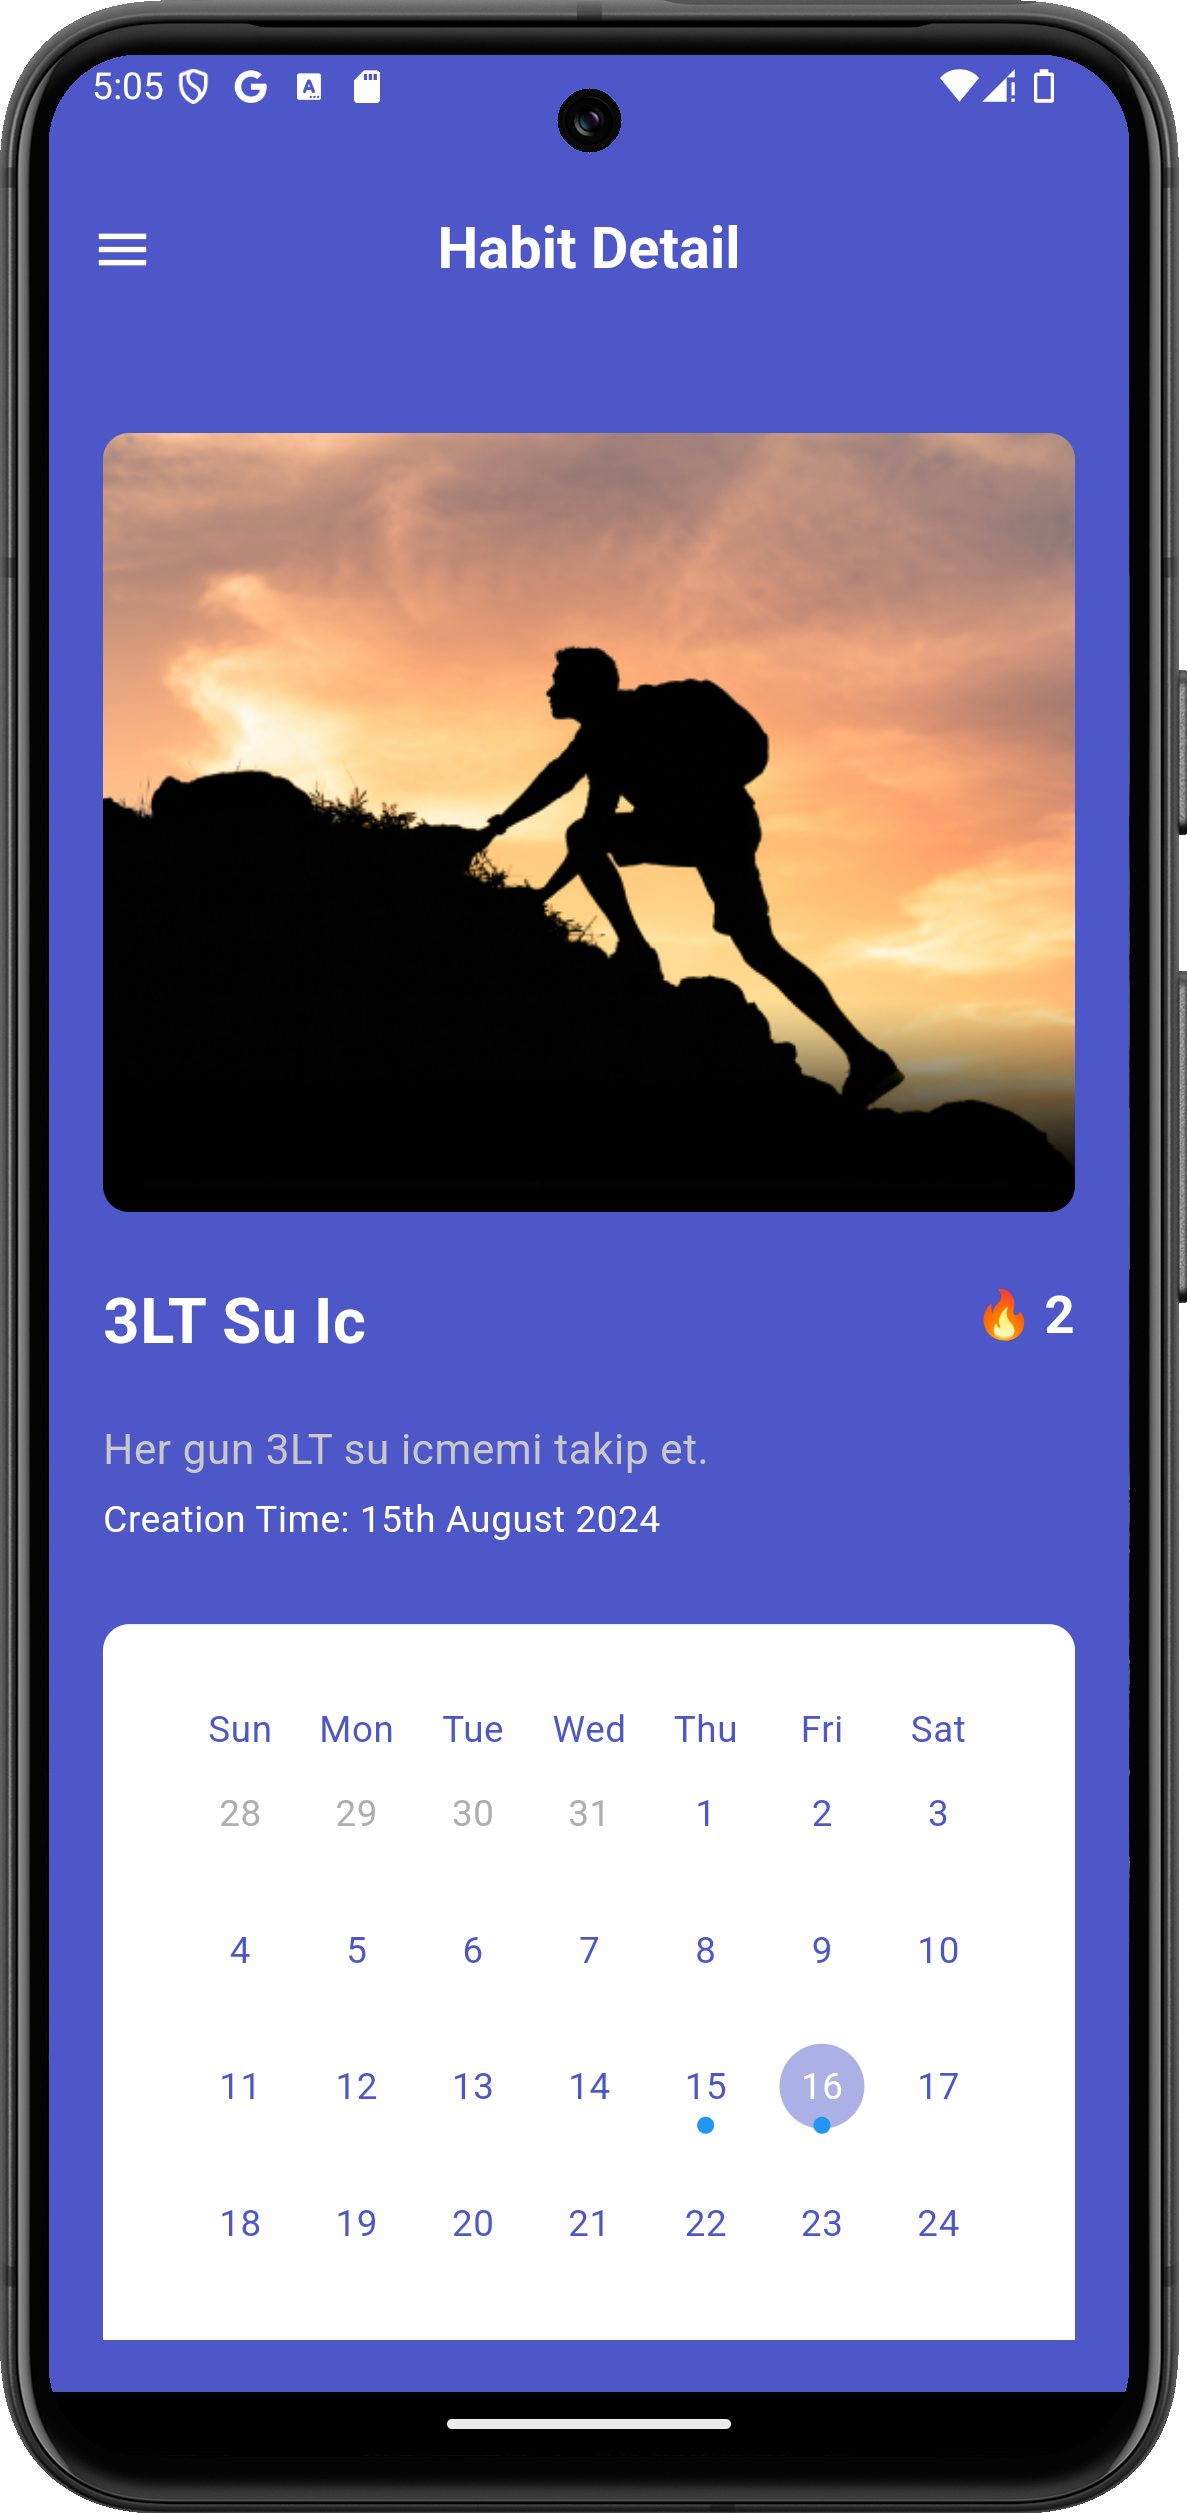 5:05
Habit Detail
3LT Su Ic
🔥 2
Her gun 3LT su icmemi takip et.
Creation Time: 15th August 2024
Sun Mon Tue Wed Thu Fri Sat
28 29 30 31 1 2 3
4 5 6 7 8 9 10
11 12 13 14 15 16 17
18 19 20 21 22 23 24